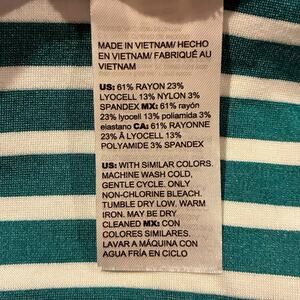 MADE IN VIETNAM/ HECHO
EN VIETNAM/ FABRIQUÉ AU
VIETNAM
US: 61% RAYON 23%
LYOCELL 13% NYLON 3%
SPANDEX MX: 61% rayón
23% lyocell 13% poliamida 3%
elastano CA: 61% RAYONNE
23% Â LYOCELL 13%
POLYAMIDE 3% SPANDEX
US: WITH SIMILAR COLORS.
MACHINE WASH COLD,
GENTLE CYCLE. ONLY
NON-CHLORINE BLEACH.
TUMBLE DRY LOW. WARM
IRON. MAY BE DRY
CLEANED MX: CON
COLORES SIMILARES.
LAVAR A MÁQUINA CON
AGUA FRÍA EN CICLO